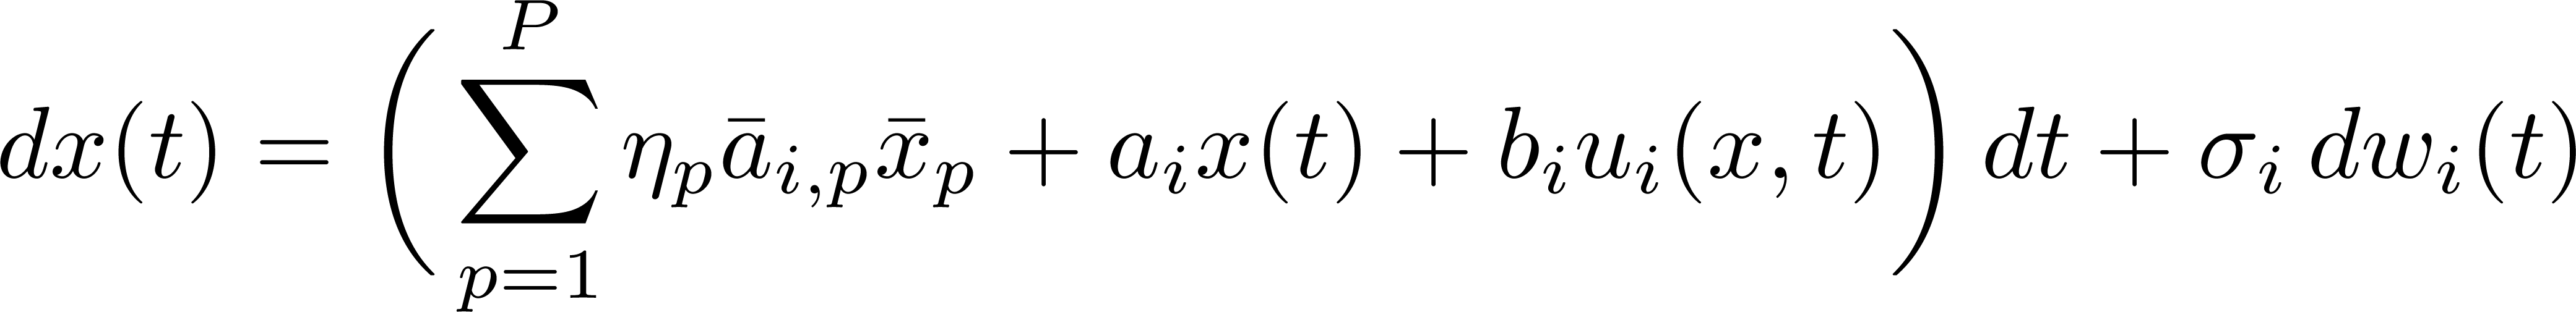 dx(t) = \left( \sum_{p=1}^{P} \eta_p \bar{a}_{i,p} \bar{x}_p + a_i x(t) + b_i u_i(x,t) \right) dt + \sigma_i \, dw_i(t)